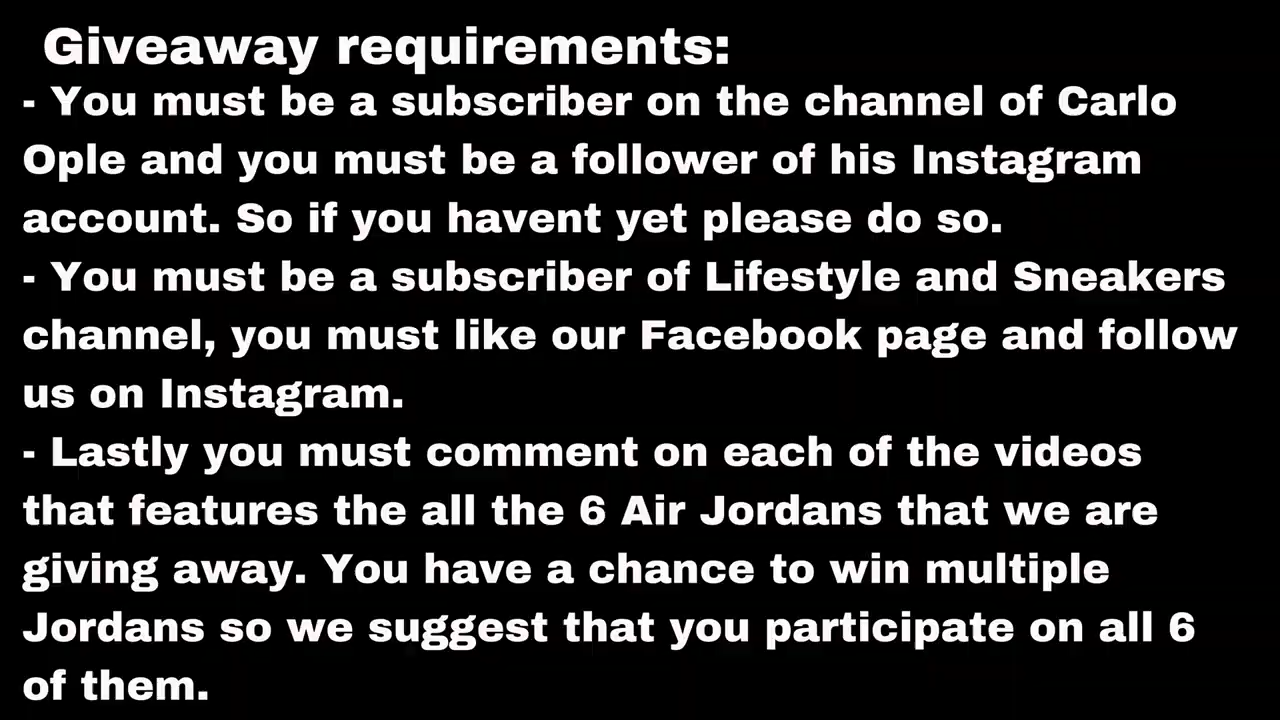 Giveaway requirements:
- You must be a subscriber on the channel of Carlo
Ople and you must be a follower of his Instagram
account. So if you havent yet please do so.
- You must be a subscriber of Lifestyle and Sneakers
channel, you must like our Facebook page and follow
us on Instagram.
- Lastly you must comment on each of the videos
that features the all the 6 Air Jordans that we are
giving away. You have a chance to win multiple
Jordans so we suggest that you participate on all 6
of them.